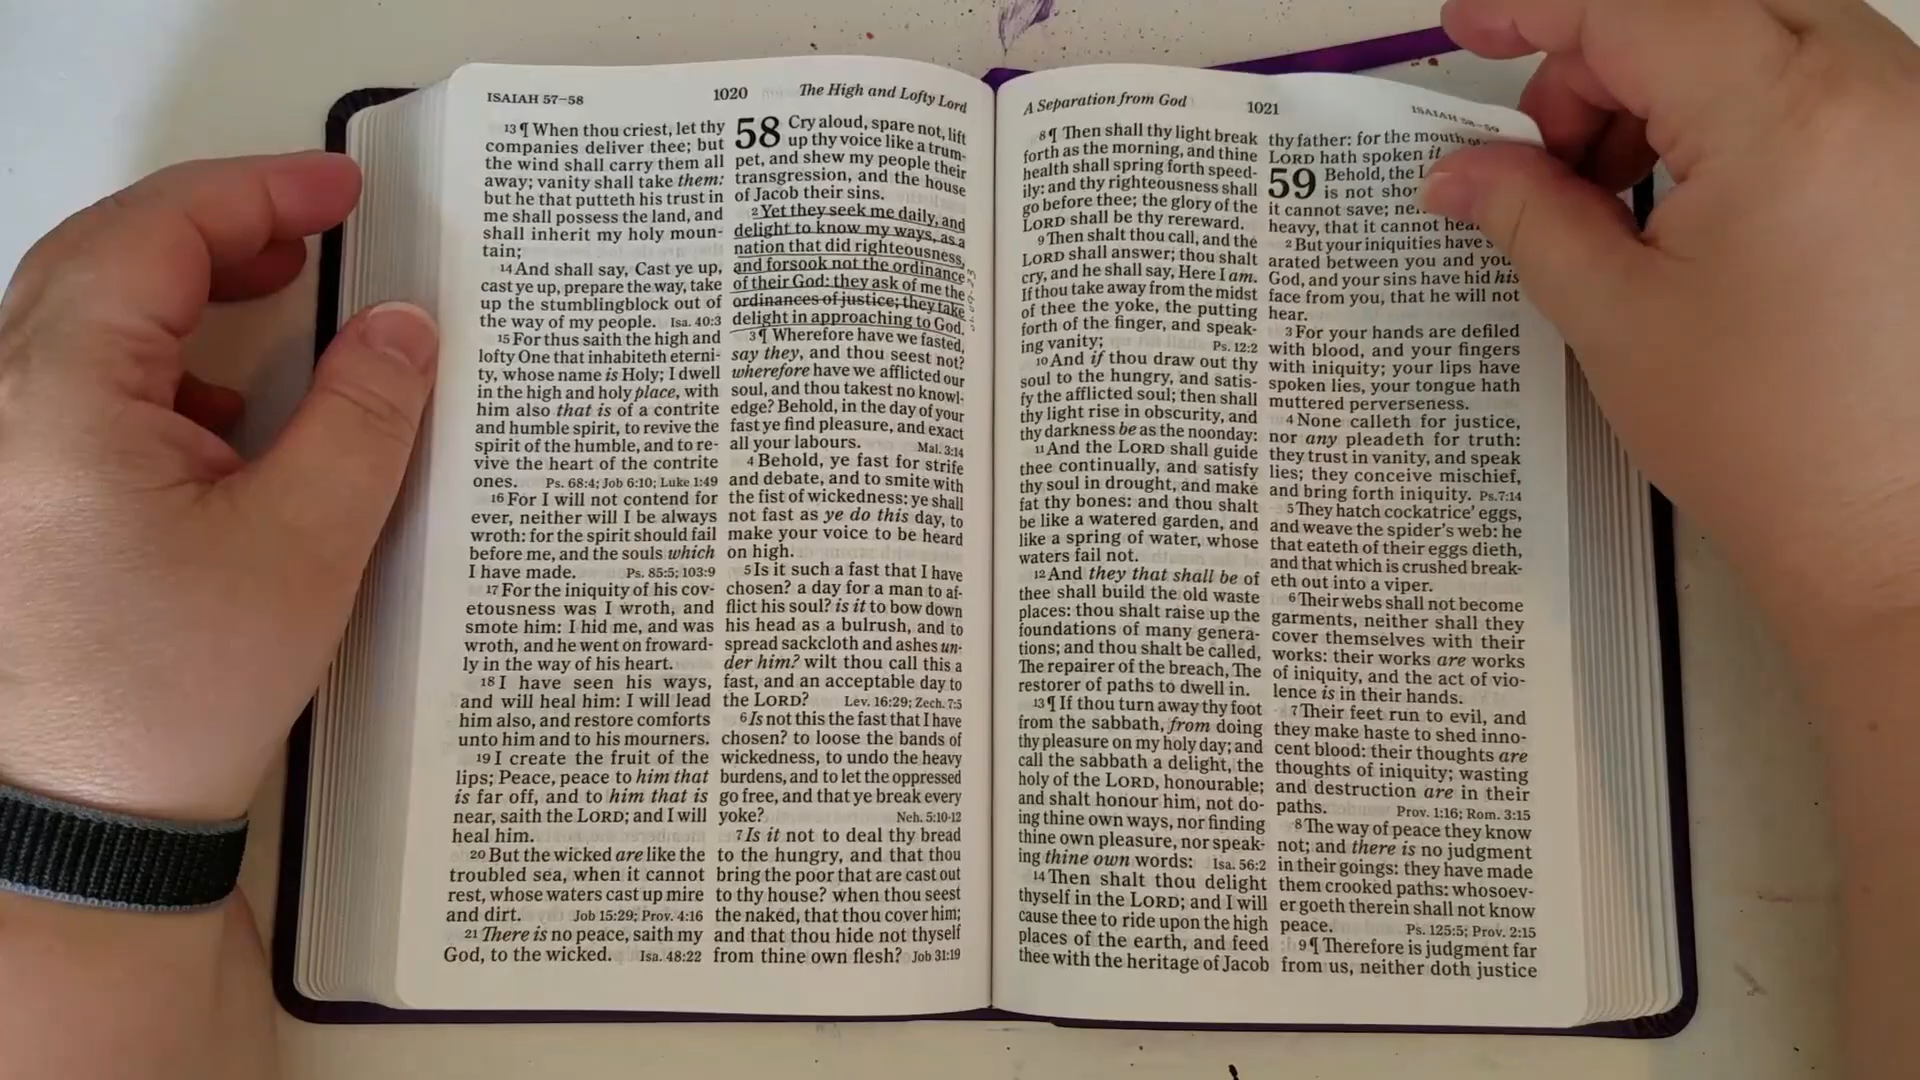 ISAIAH 57–58
1020
The High and Lofty Lord
13 ¶ When thou criest, let thy
companies deliver thee; but
the wind shall carry them all
away; vanity shall take them:
but he that putteth his trust in
me shall possess the land, and
shall inherit my holy moun-
tain;
14 And shall say, Cast ye up,
cast ye up, prepare the way, take
up the stumblingblock out of
the way of my people. Isa. 40:3
15 For thus saith the high and
lofty One that inhabiteth eterni-
ty, whose name is Holy; I dwell
in the high and holy place, with
him also that is of a contrite
and humble spirit, to revive the
spirit of the humble, and to re-
vive the heart of the contrite
ones. Ps. 68:4; Job 6:10; Luke 1:49
16 For I will not contend for
ever, neither will I be always
wroth: for the spirit should fail
before me, and the souls which
I have made. Ps. 85:5; 103:9
17 For the iniquity of his cov-
etousness was I wroth, and
smote him: I hid me, and was
wroth, and he went on froward-
ly in the way of his heart.
18 I have seen his ways,
and will heal him: I will lead
him also, and restore comforts
unto him and to his mourners.
19 I create the fruit of the
lips; Peace, peace to him that
is far off, and to him that is
near, saith the LORD; and I will
heal him.
20 But the wicked are like the
troubled sea, when it cannot
rest, whose waters cast up mire
and dirt. Job 15:29; Prov. 4:16
21 There is no peace, saith my
God, to the wicked. Isa. 48:22
58 Cry aloud, spare not, lift
up thy voice like a trum-
pet, and shew my people their
transgression, and the house
of Jacob their sins.
2 Yet they seek me daily, and
delight to know my ways, as a
nation that did righteousness,
and forsook not the ordinance
of their God: they ask of me the
ordinances of justice; they take
delight in approaching to God.
3 ¶ Wherefore have we fasted,
say they, and thou seest not?
wherefore have we afflicted our
soul, and thou takest no knowl-
edge? Behold, in the day of your
fast ye find pleasure, and exact
all your labours. Mal. 3:14
4 Behold, ye fast for strife
and debate, and to smite with
the fist of wickedness: ye shall
not fast as ye do this day, to
make your voice to be heard
on high.
5 Is it such a fast that I have
chosen? a day for a man to af-
flict his soul? is it to bow down
his head as a bulrush, and to
spread sackcloth and ashes un-
der him? wilt thou call this a
fast, and an acceptable day to
the LORD? Lev. 16:29; Zech. 7:5
6 Is not this the fast that I have
chosen? to loose the bands of
wickedness, to undo the heavy
burdens, and to let the oppressed
go free, and that ye break every
yoke? Neh. 5:10-12
7 Is it not to deal thy bread
to the hungry, and that thou
bring the poor that are cast out
to thy house? when thou seest
the naked, that thou cover him;
and that thou hide not thyself
from thine own flesh? Job 31:19
A Separation from God
1021
ISAIAH 58–59
8 ¶ Then shall thy light break
forth as the morning, and thine
health shall spring forth speed-
ily: and thy righteousness shall
go before thee; the glory of the
LORD shall be thy rereward.
9 Then shalt thou call, and the
LORD shall answer; thou shalt
cry, and he shall say, Here I am.
If thou take away from the midst
of thee the yoke, the putting
forth of the finger, and speak-
ing vanity; Ps. 12:2
10 And if thou draw out thy
soul to the hungry, and satis-
fy the afflicted soul; then shall
thy light rise in obscurity, and
thy darkness be as the noonday:
11 And the LORD shall guide
thee continually, and satisfy
thy soul in drought, and make
fat thy bones: and thou shalt
be like a watered garden, and
like a spring of water, whose
waters fail not.
12 And they that shall be of
thee shall build the old waste
places: thou shalt raise up the
foundations of many genera-
tions; and thou shalt be called,
The repairer of the breach, The
restorer of paths to dwell in.
13 ¶ If thou turn away thy foot
from the sabbath, from doing
thy pleasure on my holy day; and
call the sabbath a delight, the
holy of the LORD, honourable;
and shalt honour him, not do-
ing thine own ways, nor finding
thine own pleasure, nor speak-
ing thine own words: Isa. 56:2
14 Then shalt thou delight
thyself in the LORD; and I will
cause thee to ride upon the high
places of the earth, and feed
thee with the heritage of Jacob
thy father: for the mouth of
LORD hath spoken it
59 Behold, the
is not
it cannot save;
heavy, that it cannot
2 But your iniquities have
arated between you and
God, and your sins have hid his
face from you, that he will not
hear.
3 For your hands are defiled
with blood, and your fingers
with iniquity; your lips have
spoken lies, your tongue hath
muttered perverseness.
4 None calleth for justice,
nor any pleadeth for truth:
they trust in vanity, and speak
lies; they conceive mischief,
and bring forth iniquity. Ps.7:14
5 They hatch cockatrice' eggs,
and weave the spider's web: he
that eateth of their eggs dieth,
and that which is crushed break-
eth out into a viper.
6 Their webs shall not become
garments, neither shall they
cover themselves with their
works: their works are works
of iniquity, and the act of vio-
lence is in their hands.
7 Their feet run to evil, and
they make haste to shed inno-
cent blood: their thoughts are
thoughts of iniquity; wasting
and destruction are in their
paths. Prov. 1:16; Rom. 3:15
8 The way of peace they know
not; and there is no judgment
in their goings: they have made
them crooked paths: whosoev-
er goeth therein shall not know
peace. Ps. 125:5; Prov. 2:15
9 ¶ Therefore is judgment far
from us, neither doth justice